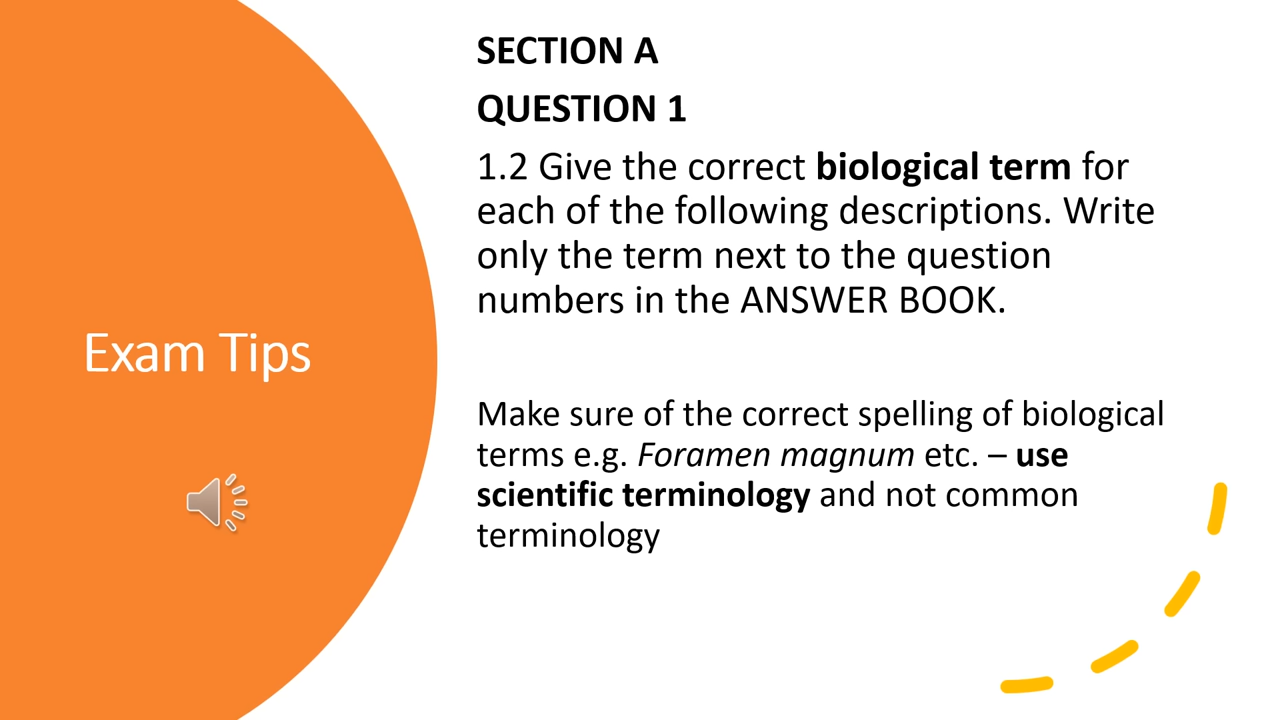 Exam Tips
SECTION A
QUESTION 1
1.2 Give the correct biological term for
each of the following descriptions. Write
only the term next to the question
numbers in the ANSWER BOOK.
Make sure of the correct spelling of biological
terms e.g. Foramen magnum etc. – use
scientific terminology and not common
terminology